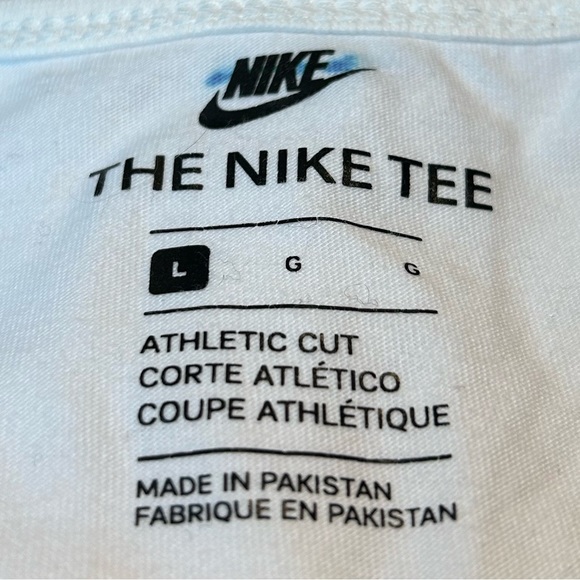 NIKE
THE NIKE TEE
L G G
ATHLETIC CUT
CORTE ATLÉTICO
COUPE ATHLÉTIQUE
MADE IN PAKISTAN
FABRIQUE EN PAKISTAN